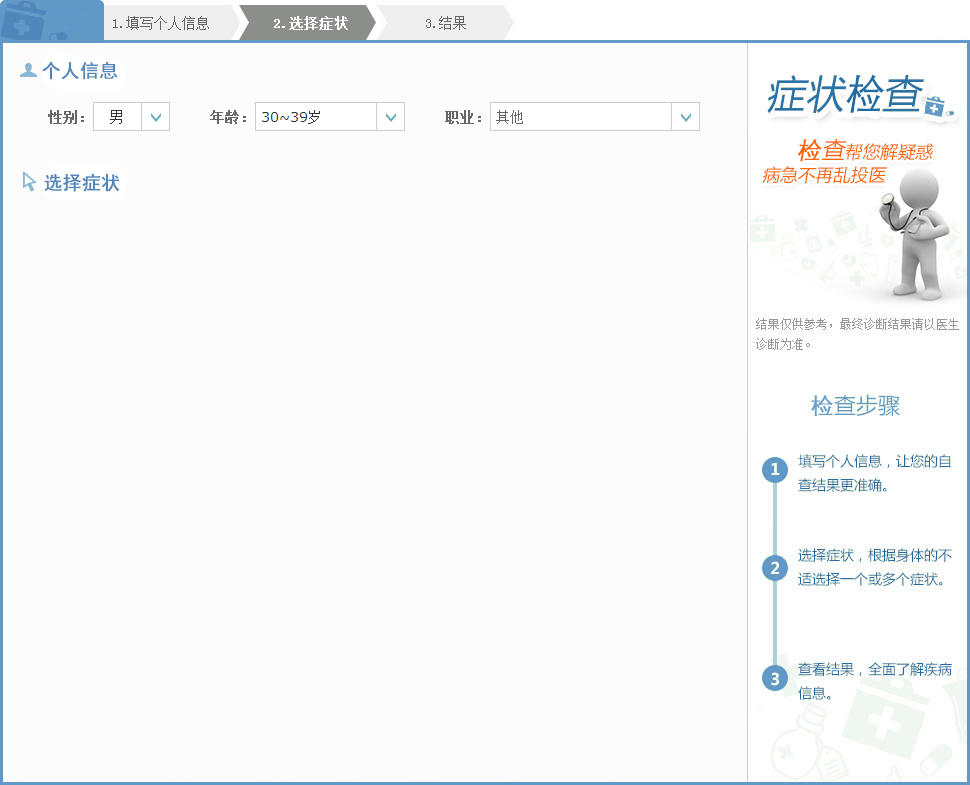 1.填写个人信息
2.选择症状
3.结果
个人信息
性别： 男 年龄： 30~39岁 职业： 其他
选择症状
症状检查
检查帮您解疑惑
病急不再乱投医
结果仅供参考，最终诊断结果请以医生
诊断为准。
检查步骤
1 填写个人信息，让您的自
查结果更准确。
2 选择症状，根据身体的不
适选择一个或多个症状。
3 查看结果，全面了解疾病
信息。